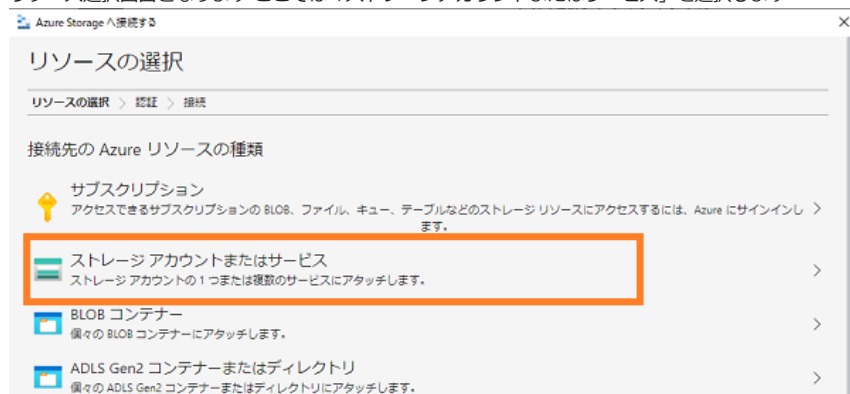 Azure Storage へ接続する
リソースの選択
リソースの選択 > 認証 > 接続
接続先の Azure リソースの種類
サブスクリプション
アクセスできるサブスクリプションの BLOB、ファイル、キュー、テーブルなどのストレージ リソースにアクセスするには、Azure にサインインし
ます。
ストレージ アカウントまたはサービス
ストレージ アカウントの 1 つまたは複数のサービスにアタッチします。
BLOB コンテナー
個々の BLOB コンテナーにアタッチします。
ADLS Gen2 コンテナーまたはディレクトリ
個々の ADLS Gen2 コンテナーまたはディレクトリにアタッチします。